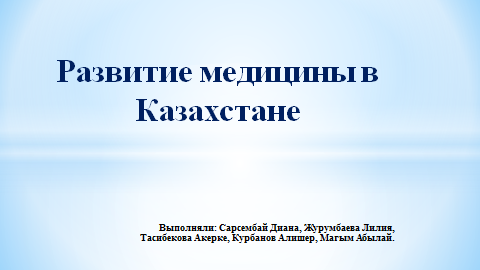 Развитие медицины в
Казахстане
Выполняли: Сарсембай Диана, Журумбаева Лилия,
Тасибекова Акерке, Курбанов Алишер, Магым Абылай.